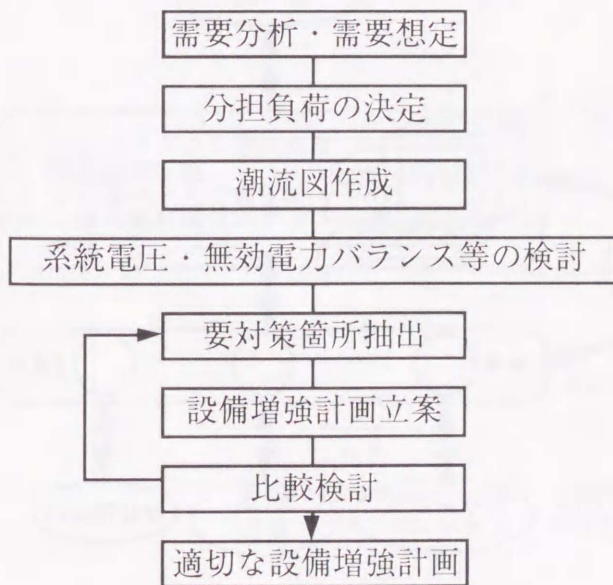 需要分析・需要想定
分担負荷の決定
潮流図作成
系統電圧・無効電力バランス等の検討
要対策箇所抽出
設備増強計画立案
比較検討
適切な設備増強計画